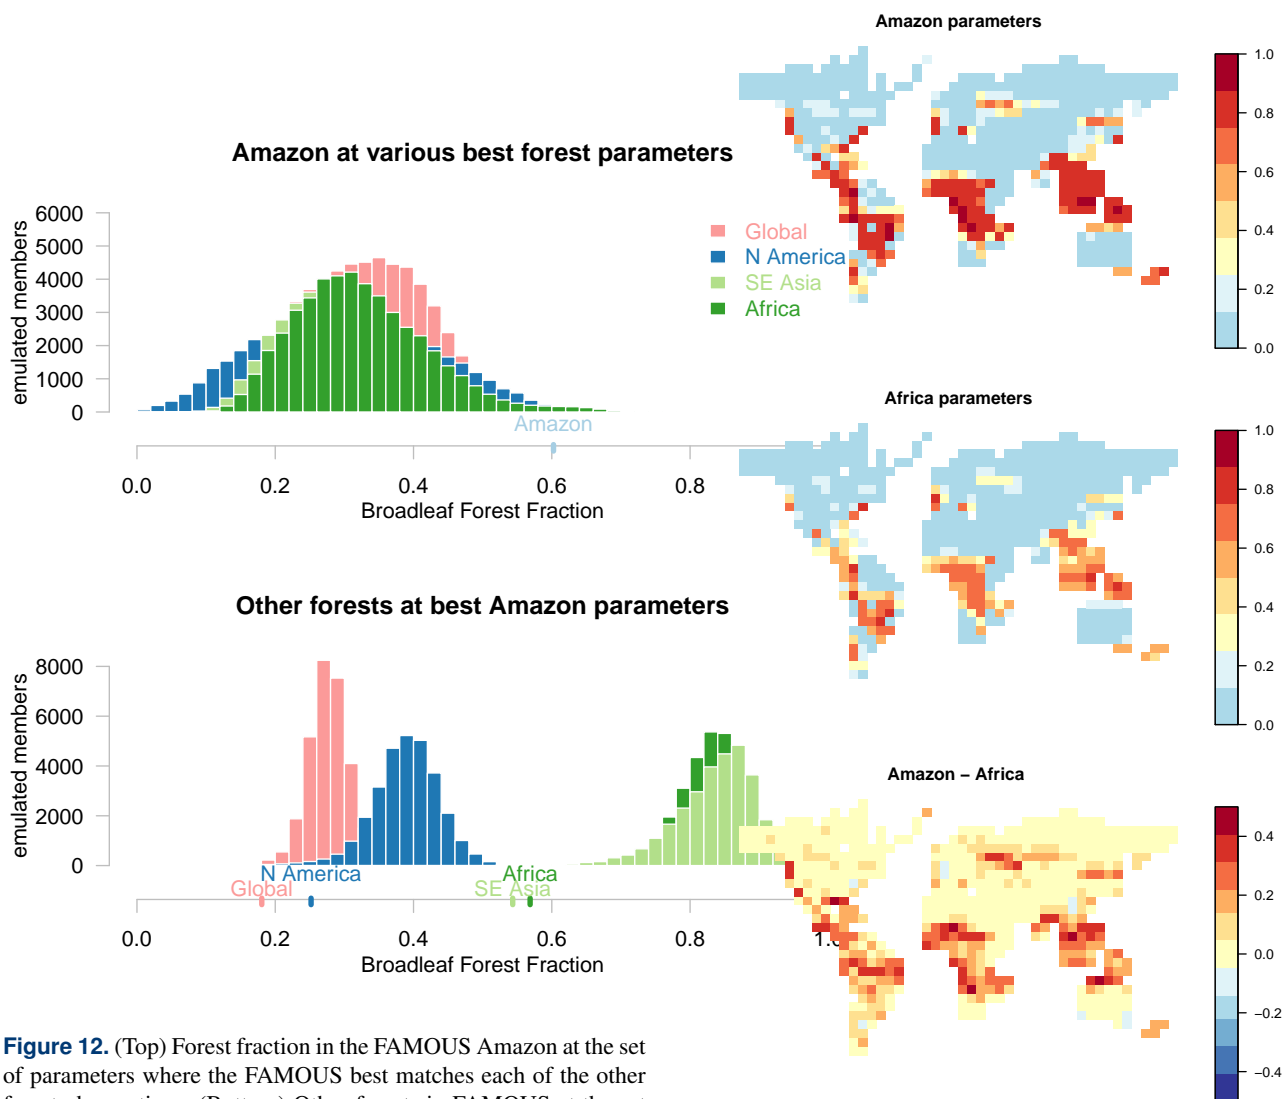 Amazon at various best forest parameters
emulated members
6000
5000
4000
3000
2000
1000
0
Global
N America
SE Asia
Africa
Amazon
0.0 0.2 0.4 0.6 0.8
Broadleaf Forest Fraction
Other forests at best Amazon parameters
emulated members
8000
6000
4000
2000
0
N America
Global
Africa
SE Asia
0.0 0.2 0.4 0.6 0.8
Broadleaf Forest Fraction
Amazon parameters
1.0
0.8
0.6
0.4
0.2
0.0
Africa parameters
1.0
0.8
0.6
0.4
0.2
0.0
Amazon – Africa
0.4
0.2
0.0
−0.2
−0.4
Figure 12. (Top) Forest fraction in the FAMOUS Amazon at the set
of parameters where the FAMOUS best matches each of the other